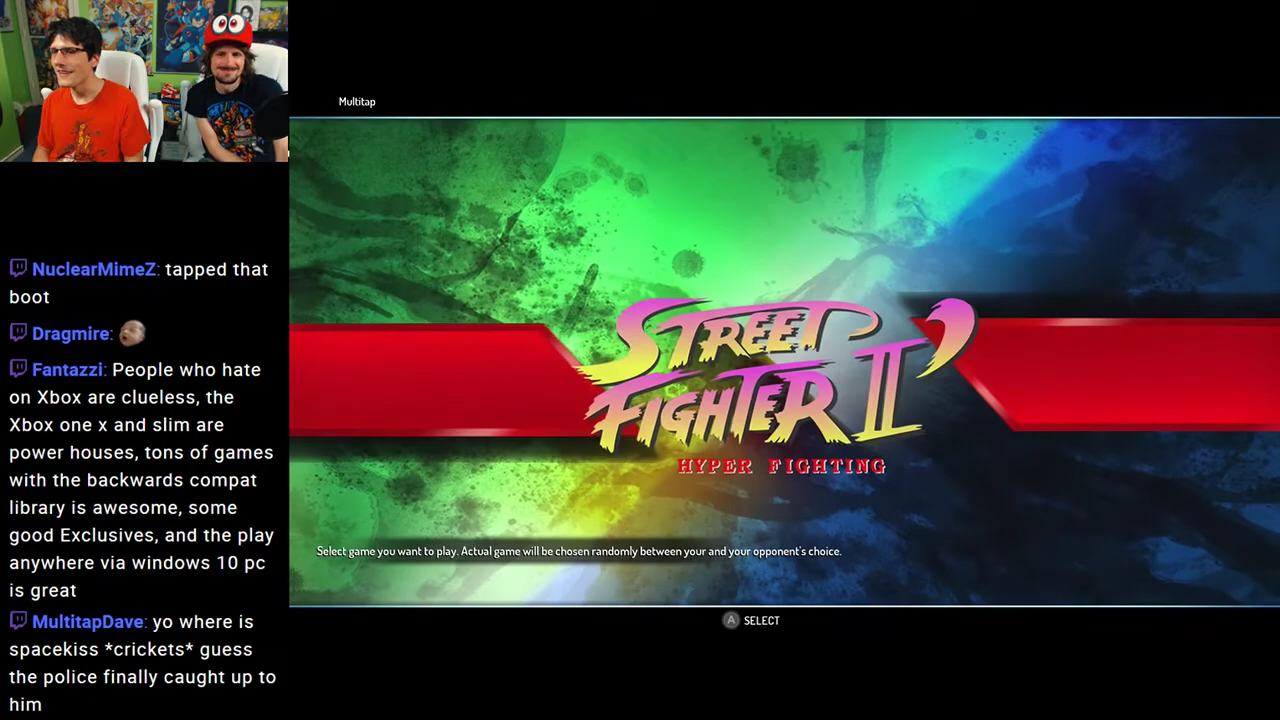 Multitap
NuclearMimeZ: tapped that
boot
Dragmire:
Fantazzi: People who hate
on Xbox are clueless, the
Xbox one x and slim are
power houses, tons of games
with the backwards compat
library is awesome, some
good Exclusives, and the play
anywhere via windows 10 pc
is great
MultitapDave: yo where is
spacekiss *crickets* guess
the police finally caught up to
him
STREET
FIGHTER II'
HYPER FIGHTING
Select game you want to play. Actual game will be chosen randomly between your and your opponent's choice.
A SELECT